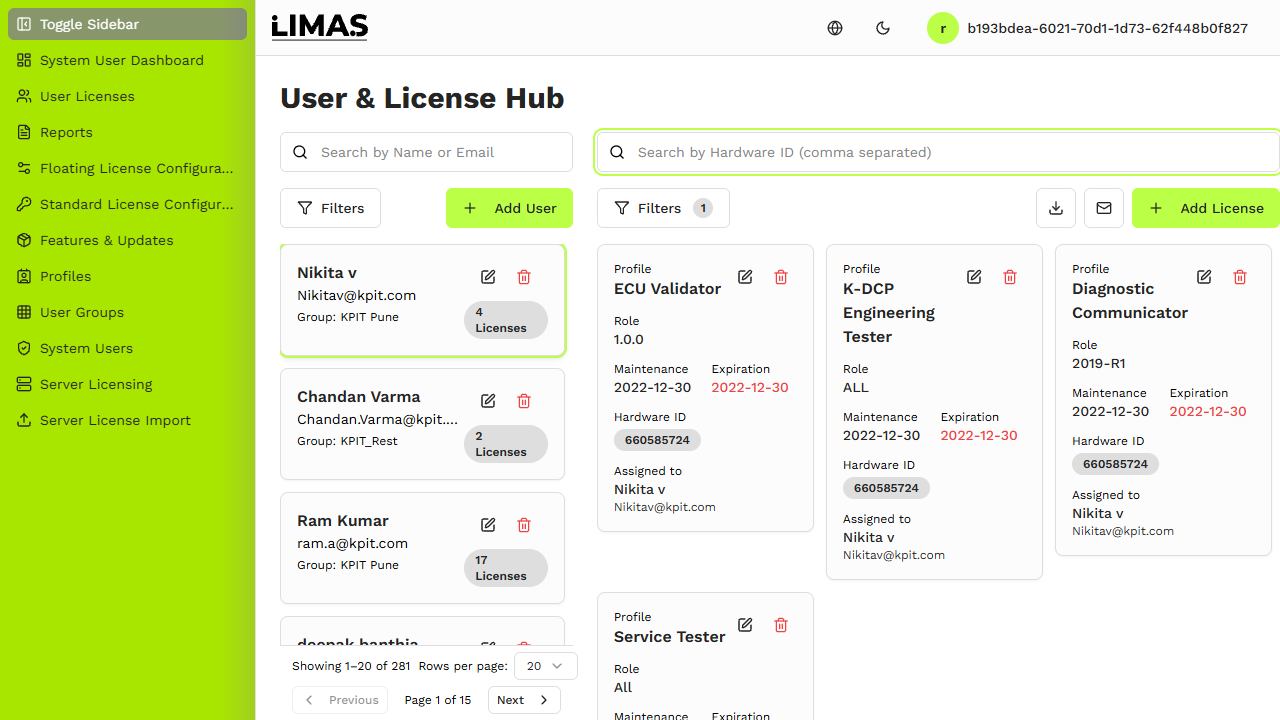 Toggle Sidebar
System User Dashboard
User Licenses
Reports
Floating License Configura...
Standard License Configur...
Features & Updates
Profiles
User Groups
System Users
Server Licensing
Server License Import
LIMAS
r
b193bdea-6021-70d1-1d73-62f448b0f827
User & License Hub
Search by Name or Email
Filters
Add User
Nikita v
Nikitav@kpit.com
Group: KPIT Pune
4
Licenses
Chandan Varma
Chandan.Varma@kpit....
Group: KPIT_Rest
2
Licenses
Ram Kumar
ram.a@kpit.com
Group: KPIT Pune
17
Licenses
deepak banthia
Showing 1–20 of 281 Rows per page: 20
Previous Page 1 of 15 Next
Search by Hardware ID (comma separated)
Filters 1
Add License
Profile
ECU Validator
Role
1.0.0
Maintenance Expiration
2022-12-30 2022-12-30
Hardware ID
660585724
Assigned to
Nikita v
Nikitav@kpit.com
Profile
K-DCP
Engineering
Tester
Role
ALL
Maintenance Expiration
2022-12-30 2022-12-30
Hardware ID
660585724
Assigned to
Nikita v
Nikitav@kpit.com
Profile
Diagnostic
Communicator
Role
2019-R1
Maintenance Expiration
2022-12-30 2022-12-30
Hardware ID
660585724
Assigned to
Nikita v
Nikitav@kpit.com
Profile
Service Tester
Role
All
Maintenance Expiration